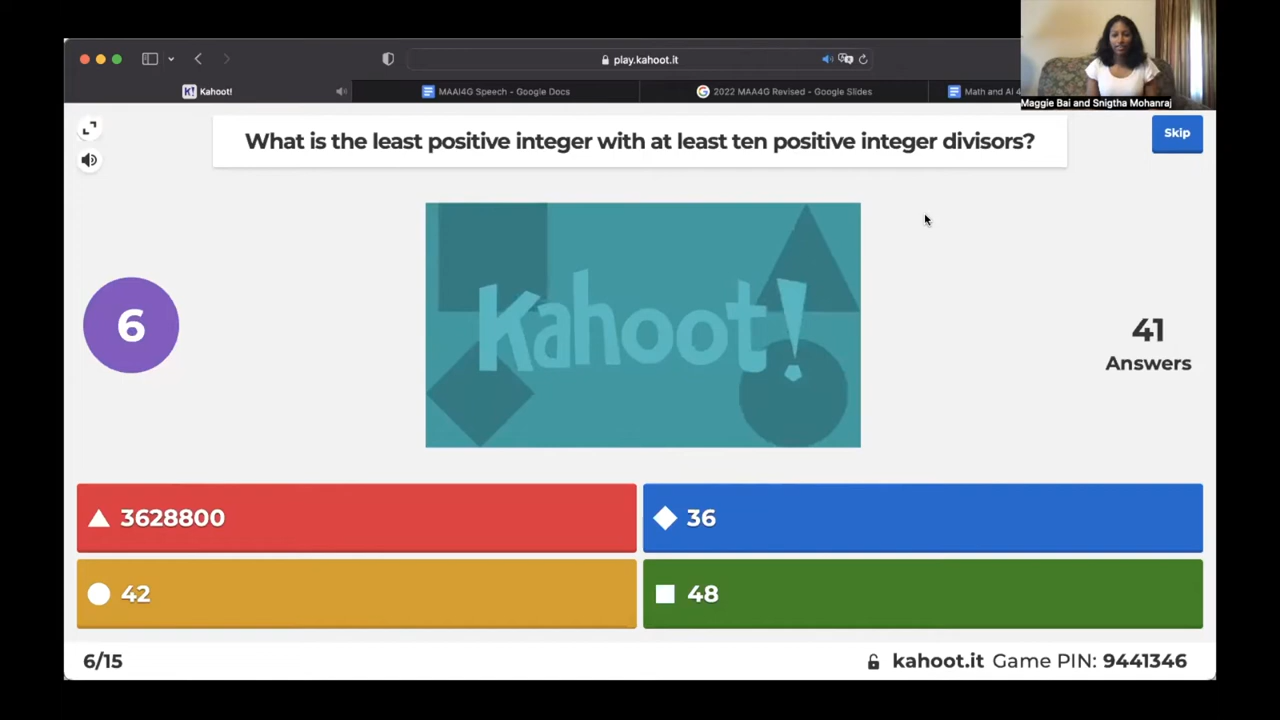 play.kahoot.it
K! Kahoot!
MAAI4G Speech - Google Docs
2022 MAA4G Revised - Google Slides
Math and AI 4
Maggie Bai and Snigtha Mohanraj
What is the least positive integer with at least ten positive integer divisors?
Skip
Kahoot!
6
41
Answers
3628800
36
42
48
6/15
kahoot.it Game PIN: 9441346